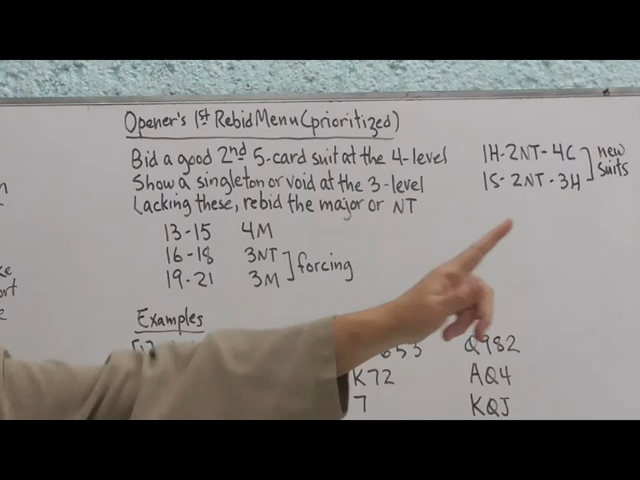 Opener's 1st Rebid Menu (prioritized)
Bid a good 2nd 5-card suit at the 4-level
Show a singleton or void at the 3-level
Lacking these, rebid the major or NT
1H-2NT-4C
1S-2NT-3H
new
suits
13-15 4M
16-18 3NT
19-21 3M
forcing
ort
Examples
653 Q982
K72 AQ4
7 KQJ